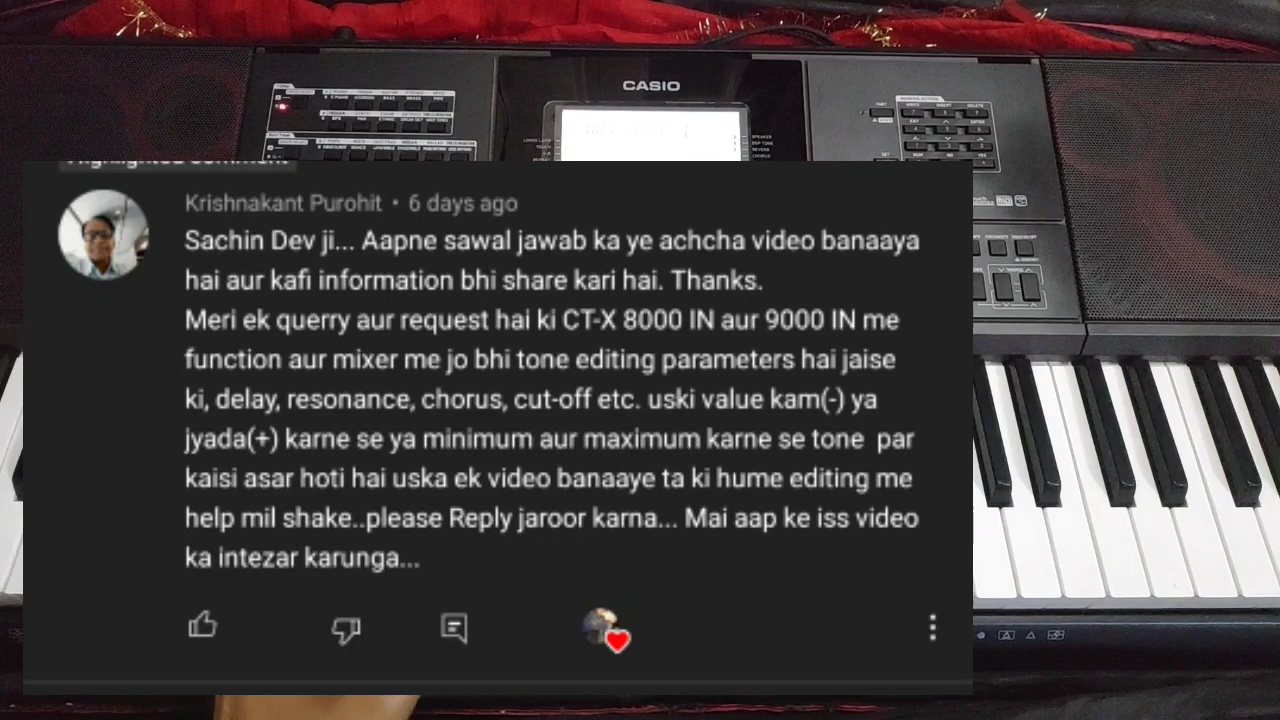 CASIO
Krishnakant Purohit • 6 days ago
Sachin Dev ji... Aapne sawal jawab ka ye achcha video banaaya
hai aur kafi information bhi share kari hai. Thanks.
Meri ek querry aur request hai ki CT-X 8000 IN aur 9000 IN me
function aur mixer me jo bhi tone editing parameters hai jaise
ki, delay, resonance, chorus, cut-off etc. uski value kam(-) ya
jyada(+) karne se ya minimum aur maximum karne se tone par
kaisi asar hoti hai uska ek video banaaye ta ki hume editing me
help mil shake..please Reply jaroor karna... Mai aap ke iss video
ka intezar karunga...